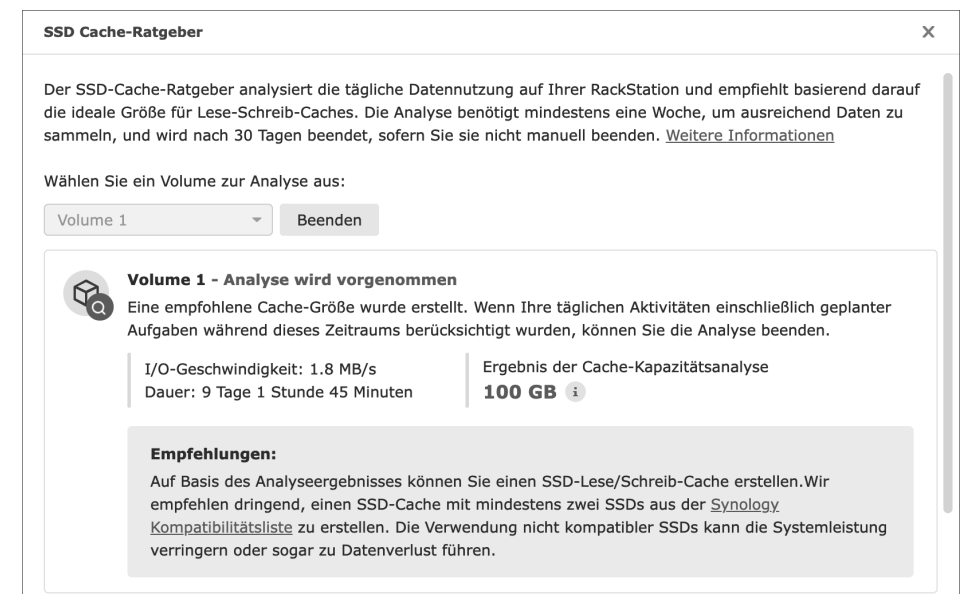 SSD Cache-Ratgeber
Der SSD-Cache-Ratgeber analysiert die tägliche Datennutzung auf Ihrer RackStation und empfiehlt basierend darauf
die ideale Größe für Lese-Schreib-Caches. Die Analyse benötigt mindestens eine Woche, um ausreichend Daten zu
sammeln, und wird nach 30 Tagen beendet, sofern Sie sie nicht manuell beenden. Weitere Informationen
Wählen Sie ein Volume zur Analyse aus:
Volume 1
Beenden
Volume 1 - Analyse wird vorgenommen
Eine empfohlene Cache-Größe wurde erstellt. Wenn Ihre täglichen Aktivitäten einschließlich geplanter
Aufgaben während dieses Zeitraums berücksichtigt wurden, können Sie die Analyse beenden.
I/O-Geschwindigkeit: 1.8 MB/s
Dauer: 9 Tage 1 Stunde 45 Minuten
Ergebnis der Cache-Kapazitätsanalyse
100 GB i
Empfehlungen:
Auf Basis des Analyseergebnisses können Sie einen SSD-Lese/Schreib-Cache erstellen.Wir
empfehlen dringend, einen SSD-Cache mit mindestens zwei SSDs aus der Synology
Kompatibilitätsliste zu erstellen. Die Verwendung nicht kompatibler SSDs kann die Systemleistung
verringern oder sogar zu Datenverlust führen.